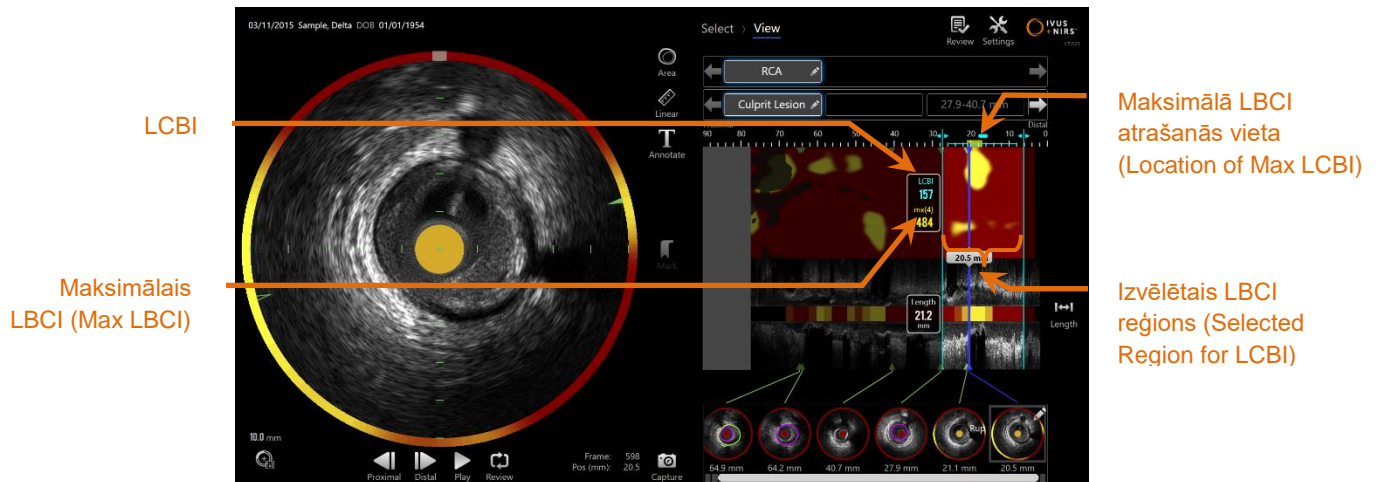 LCBI
Maksimālais
LBCI (Max LBCI)
03/11/2015 Sample, Delta DOB 01/01/1954
Area
Linear
Annotate
Mark
10.0 mm
Proximal Distal Play Review
Frame: 598
Pos (mm): 20.5
Capture
Select > View
Review Settings
IVUS
+NIRS
RCA
Culprit Lesion
27.9-40.7 mm
Distal
90 80 70 60 50 40 30 20 10 0
LCBI
157
mx(4)
484
20.5 mm
Length
21.2
mm
Length
Rup
64.9 mm 64.2 mm 40.7 mm 27.9 mm 21.1 mm 20.5 mm
Maksimālā LBCI
atrašanās vieta
(Location of Max LCBI)
Izvēlētais LBCI
reģions (Selected
Region for LCBI)